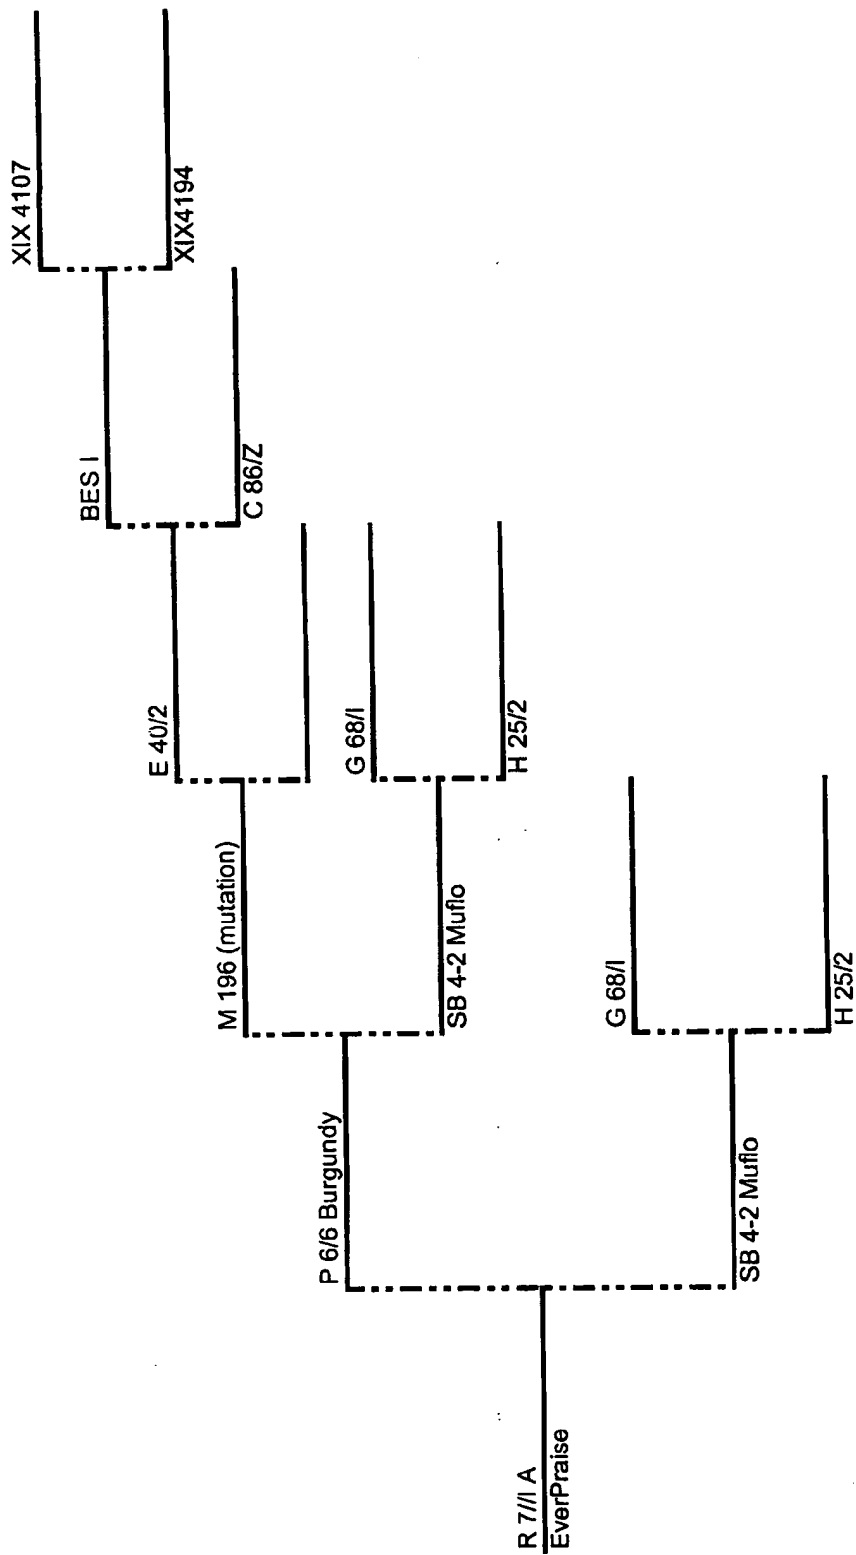 XIX 4107
XIX4194
BES I
C 86/Z
E 40/2
G 68/I
H 25/2
M 196 (mutation)
SB 4-2 Muflo
G 68/I
H 25/2
P 6/6 Burgundy
SB 4-2 Muflo
R 7//I A
EverPraise